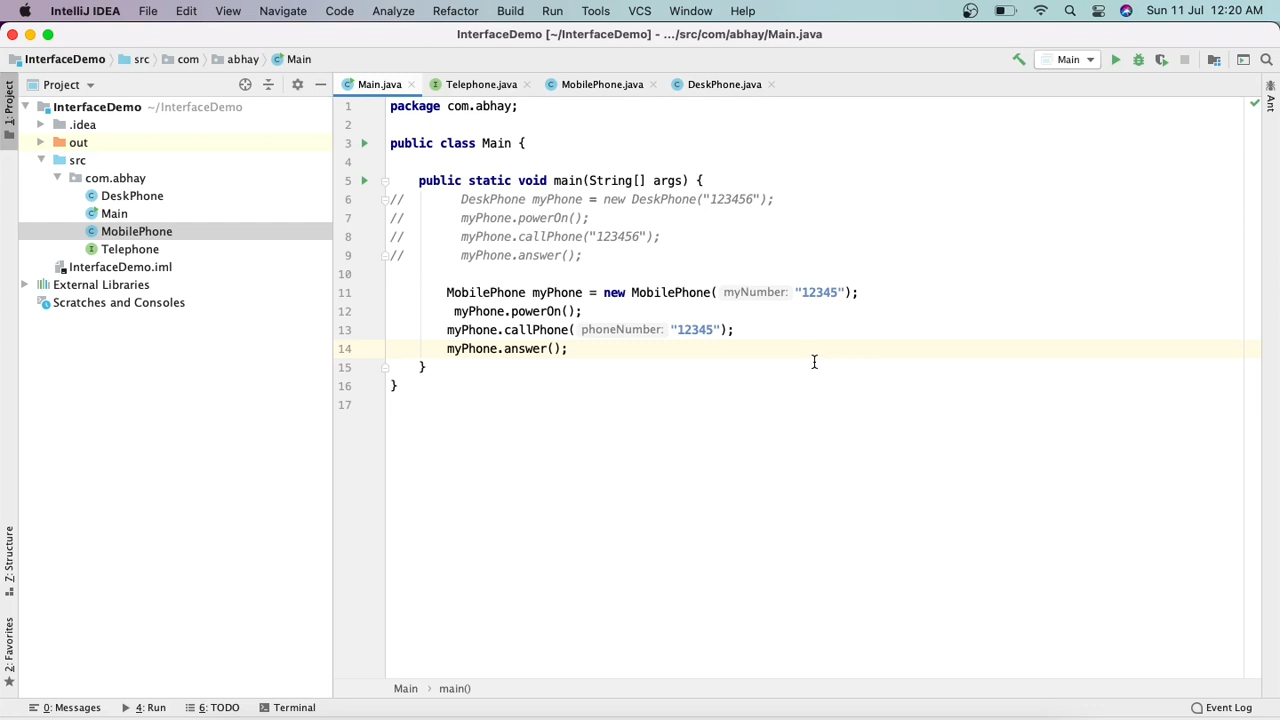 IntelliJ IDEA File Edit View Navigate Code Analyze Refactor Build Run Tools VCS Window Help Sun 11 Jul 12:20 AM
InterfaceDemo [~/InterfaceDemo] - .../src/com/abhay/Main.java
InterfaceDemo src com abhay Main Main
Project Main.java Telephone.java MobilePhone.java DeskPhone.java
1: Project
Ant
InterfaceDemo ~/InterfaceDemo
.idea
out
src
com.abhay
DeskPhone
Main
MobilePhone
Telephone
InterfaceDemo.iml
External Libraries
Scratches and Consoles
1 package com.abhay;
2
3 public class Main {
4
5 public static void main(String[] args) {
6 // DeskPhone myPhone = new DeskPhone("123456");
7 // myPhone.powerOn();
8 // myPhone.callPhone("123456");
9 // myPhone.answer();
10
11 MobilePhone myPhone = new MobilePhone( myNumber: "12345");
12 myPhone.powerOn();
13 myPhone.callPhone( phoneNumber: "12345");
14 myPhone.answer();
15 }
16 }
17
Z: Structure
2: Favorites
Main › main()
0: Messages 4: Run 6: TODO Terminal Event Log